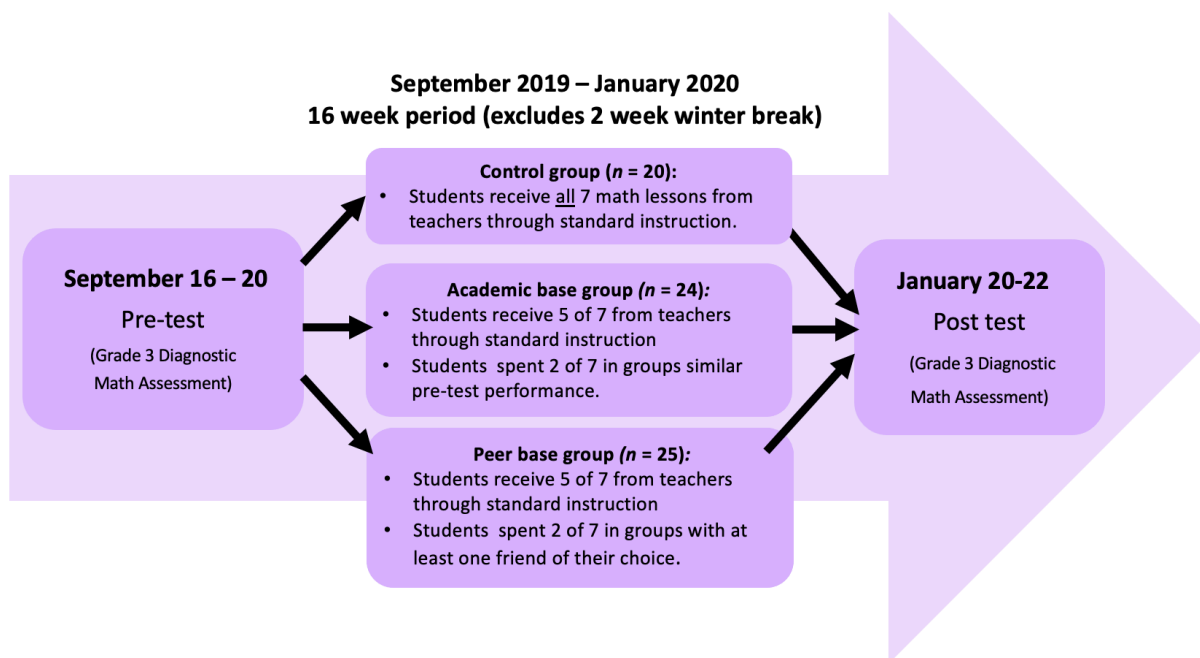 September 2019 – January 2020
16 week period (excludes 2 week winter break)
September 16 – 20
Pre-test
(Grade 3 Diagnostic
Math Assessment)
Control group (n = 20):
• Students receive all 7 math lessons from
teachers through standard instruction.
Academic base group (n = 24):
• Students receive 5 of 7 from teachers
through standard instruction
• Students spent 2 of 7 in groups similar
pre-test performance.
Peer base group (n = 25):
• Students receive 5 of 7 from teachers
through standard instruction
• Students spent 2 of 7 in groups with at
least one friend of their choice.
January 20-22
Post test
(Grade 3 Diagnostic
Math Assessment)